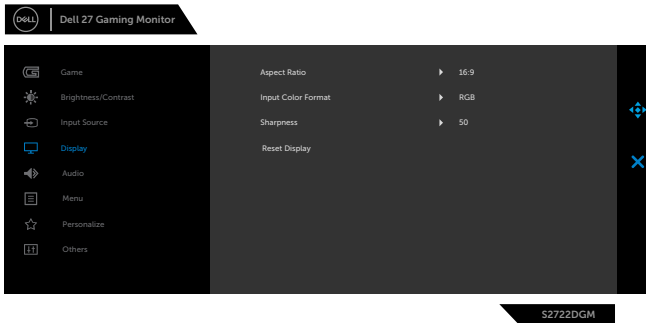 DELL
Dell 27 Gaming Monitor
Game
Aspect Ratio 16:9
Brightness/Contrast
Input Color Format RGB
Input Source
Sharpness 50
Display
Reset Display
Audio
Menu
Personalize
Others
S2722DGM